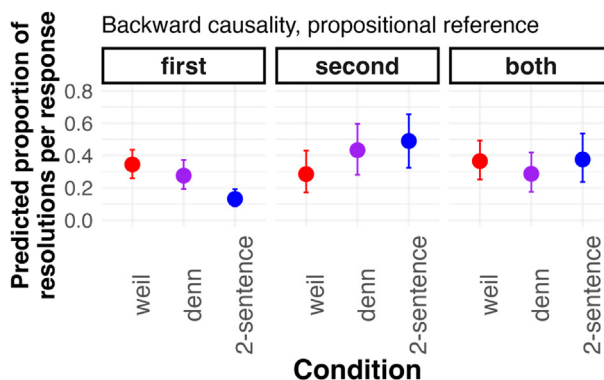 Backward causality, propositional reference
Predicted proportion of
resolutions per response
first
second
both
0.8
0.6
0.4
0.2
0.0
weil
denn
2-sentence
weil
denn
2-sentence
weil
denn
2-sentence
Condition